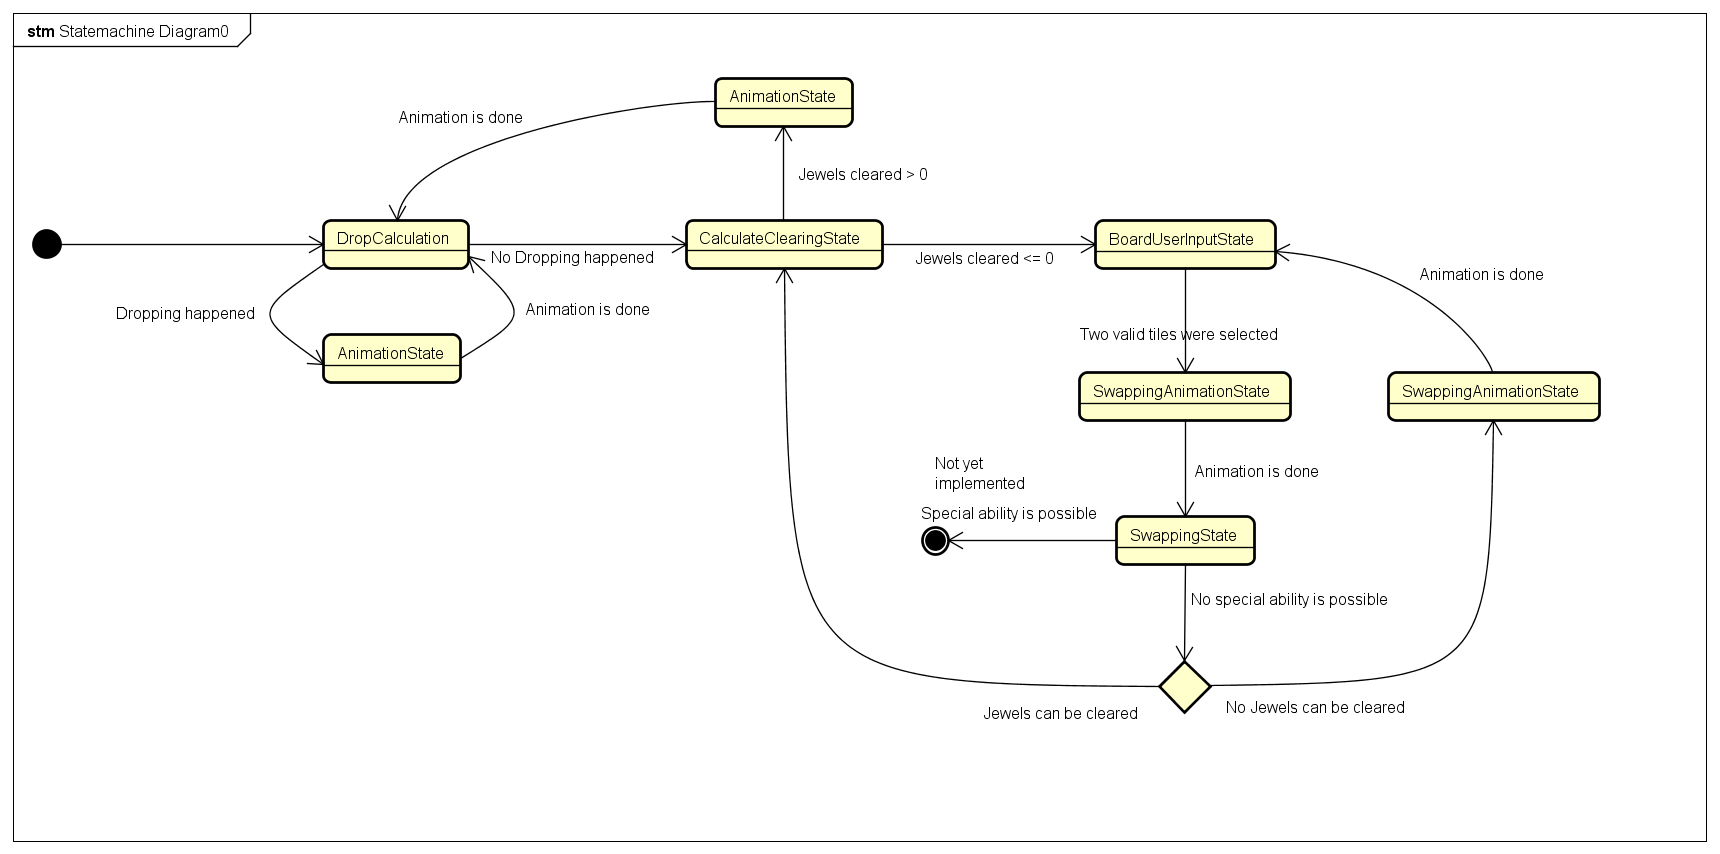 stm Statemachine Diagram0
AnimationState
Animation is done
Jewels cleared > 0
DropCalculation
CalculateClearingState
BoardUserInputState
No Dropping happened
Jewels cleared <= 0
Animation is done
Dropping happened
Animation is done
Two valid tiles were selected
AnimationState
SwappingAnimationState
SwappingAnimationState
Not yet
implemented
Animation is done
Special ability is possible
SwappingState
No special ability is possible
Jewels can be cleared
No Jewels can be cleared